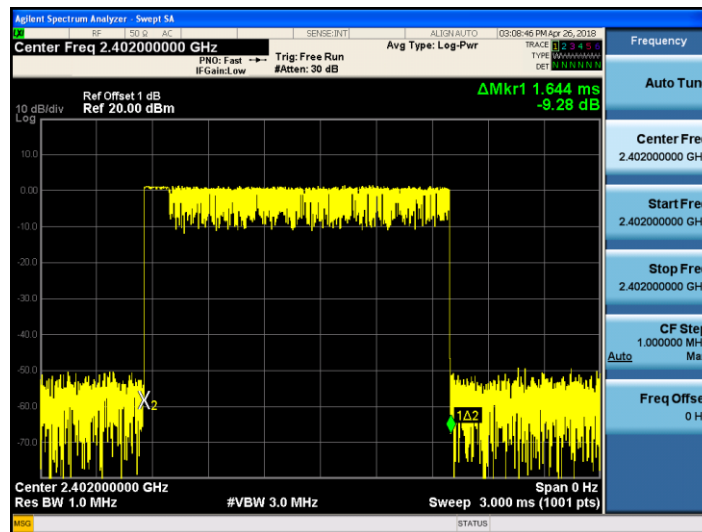 Agilent Spectrum Analyzer - Swept SA
RF 50 Ω AC SENSE:INT ALIGN AUTO 03:08:46 PM Apr 26, 2018
Center Freq 2.402000000 GHz
PNO: Fast
IFGain:Low
Trig: Free Run
#Atten: 30 dB
Avg Type: Log-Pwr
TRACE 1 2 3 4 5 6
TYPE
DET N N N N N N
Frequency
Auto Tun
Center Fre
2.402000000 GH
Start Fre
2.402000000 GH
Stop Fre
2.402000000 GH
CF Step
1.000000 MH
Auto Ma
Freq Offse
0 H
ΔMkr1 1.644 ms
-9.28 dB
Ref Offset 1 dB
Ref 20.00 dBm
10 dB/div
Log
10.0
0.00
-10.0
-20.0
-30.0
-40.0
-50.0
-60.0
-70.0
X2
1Δ2
Center 2.402000000 GHz
Span 0 Hz
Res BW 1.0 MHz
#VBW 3.0 MHz
Sweep 3.000 ms (1001 pts)
MSG
STATUS